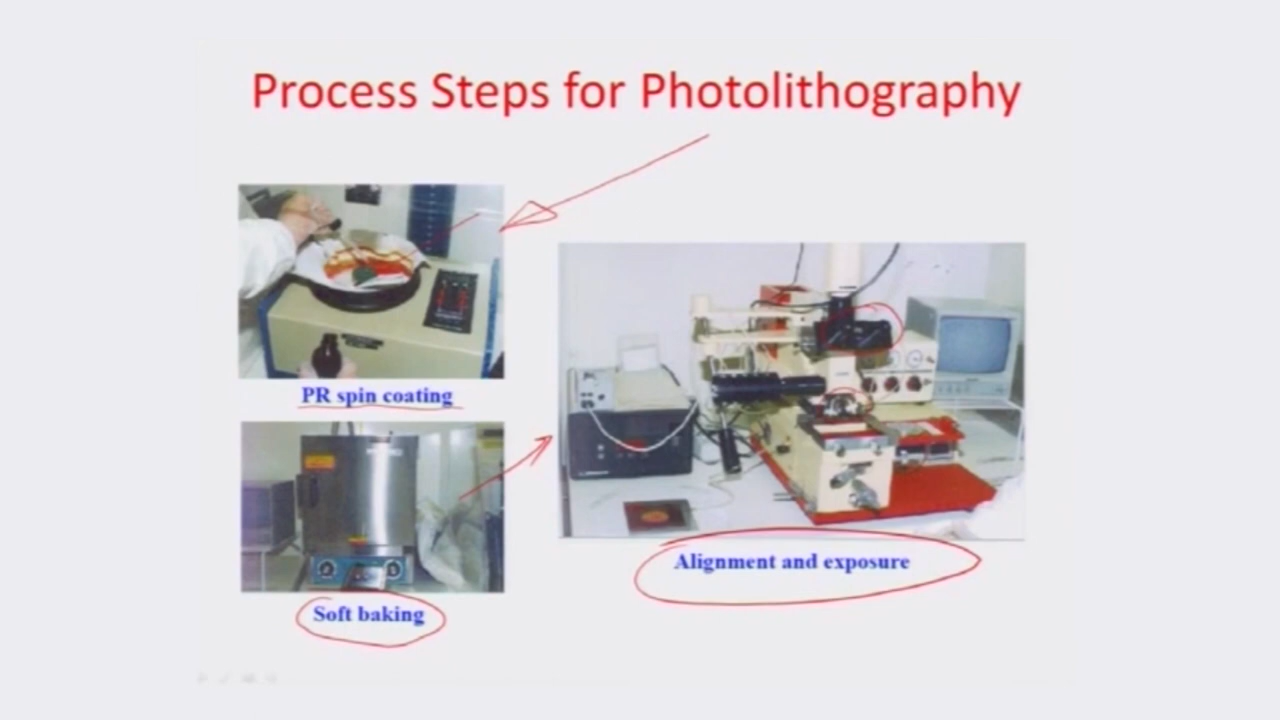 Process Steps for Photolithography
PR spin coating
Soft baking
Alignment and exposure